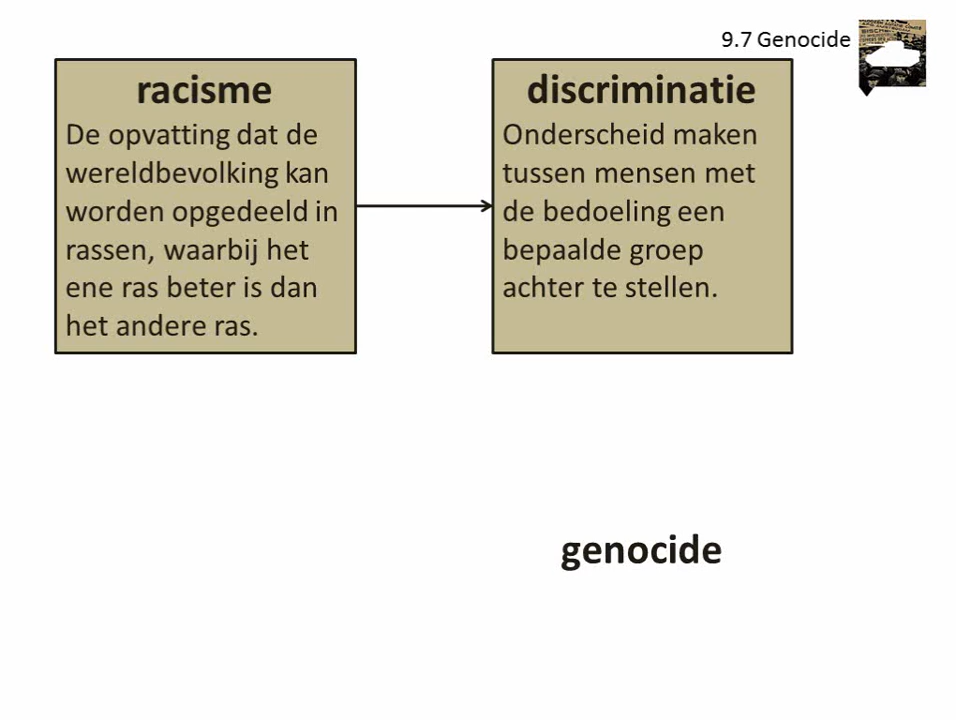 9.7 Genocide
racisme
De opvatting dat de
wereldbevolking kan
worden opgedeeld in
rassen, waarbij het
ene ras beter is dan
het andere ras.
discriminatie
Onderscheid maken
tussen mensen met
de bedoeling een
bepaalde groep
achter te stellen.
genocide